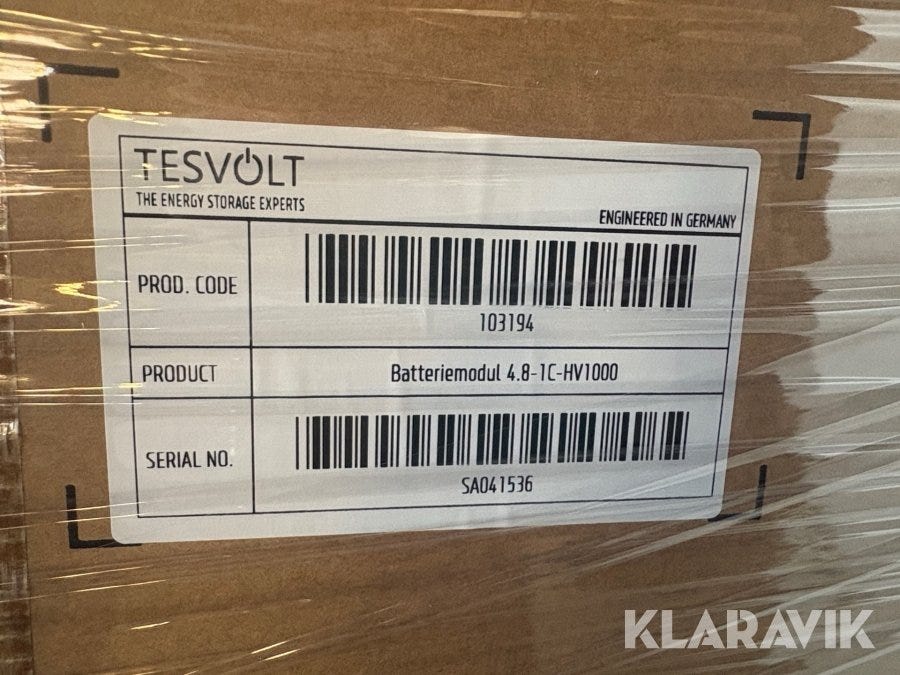 TESVOLT
THE ENERGY STORAGE EXPERTS
ENGINEERED IN GERMANY
PROD. CODE
103194
PRODUCT
Batteriemodul 4.8-1C-HV1000
SERIAL NO.
SA041536
KLARAVIK